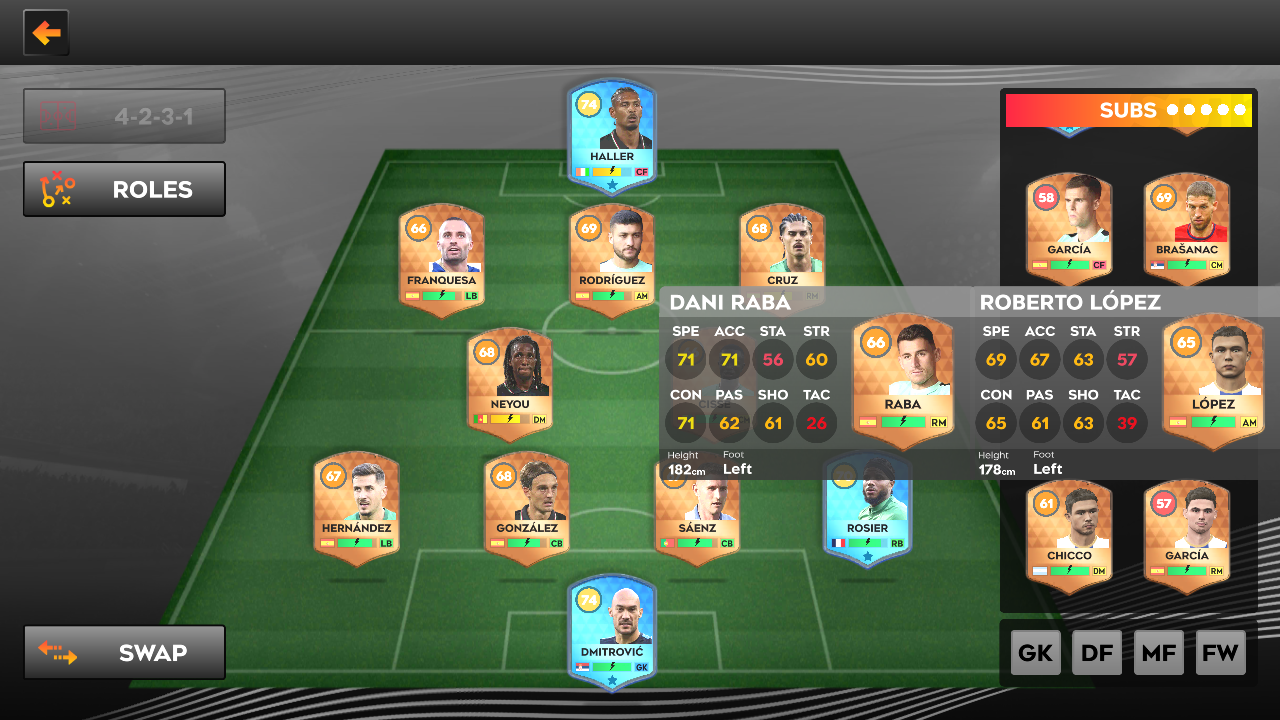 4-2-3-1
ROLES
74
HALLER
CF
66
FRANQUESA
LB
69
RODRÍGUEZ
AM
68
CRUZ
RM
68
NEYOU
DM
CISSE
67
HERNÁNDEZ
LB
68
GONZÁLEZ
CB
SÁENZ
CB
ROSIER
RB
74
DMITROVIĆ
GK
SWAP
SUBS
58
GARCÍA
CF
69
BRAŠANAC
CM
DANI RABA
SPE ACC STA STR
71 71 56 60
CON PAS SHO TAC
71 62 61 26
Height Foot
182cm Left
66
RABA
RM
ROBERTO LÓPEZ
SPE ACC STA STR
69 67 63 57
CON PAS SHO TAC
65 61 63 39
Height Foot
178cm Left
65
LÓPEZ
AM
61
CHICCO
DM
57
GARCÍA
RM
GK DF MF FW